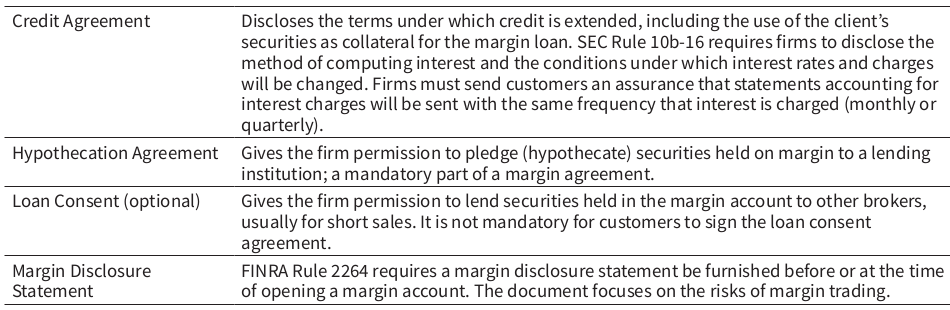 Credit Agreement
Discloses the terms under which credit is extended, including the use of the client’s
securities as collateral for the margin loan. SEC Rule 10b-16 requires firms to disclose the
method of computing interest and the conditions under which interest rates and charges
will be changed. Firms must send customers an assurance that statements accounting for
interest charges will be sent with the same frequency that interest is charged (monthly or
quarterly).
Hypothecation Agreement
Gives the firm permission to pledge (hypothecate) securities held on margin to a lending
institution; a mandatory part of a margin agreement.
Loan Consent (optional)
Gives the firm permission to lend securities held in the margin account to other brokers,
usually for short sales. It is not mandatory for customers to sign the loan consent
agreement.
Margin Disclosure
Statement
FINRA Rule 2264 requires a margin disclosure statement be furnished before or at the time
of opening a margin account. The document focuses on the risks of margin trading.